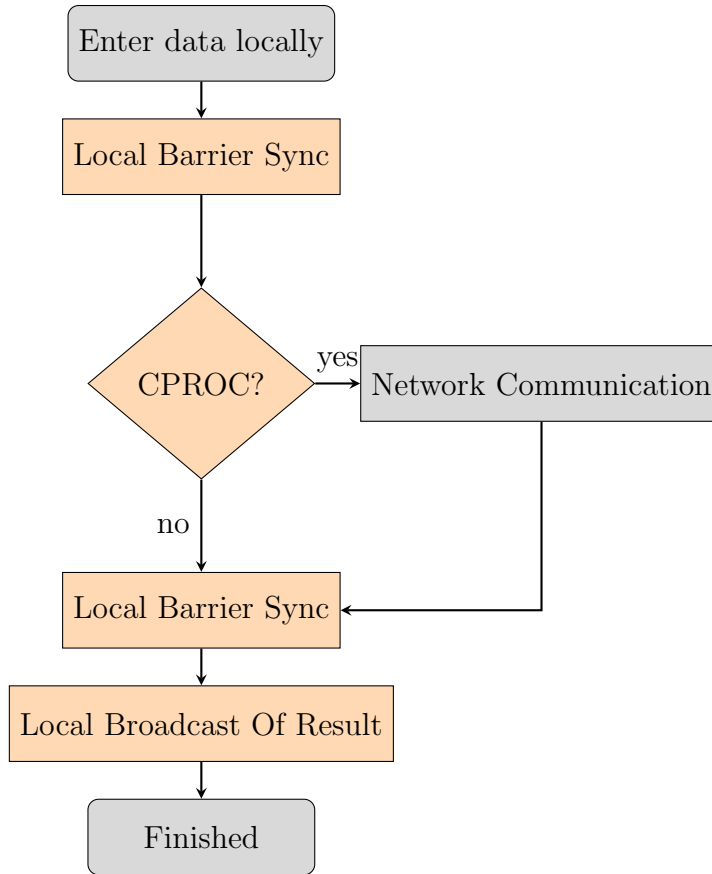 Enter data locally
Local Barrier Sync
CPROC?
yes
Network Communication
no
Local Barrier Sync
Local Broadcast Of Result
Finished